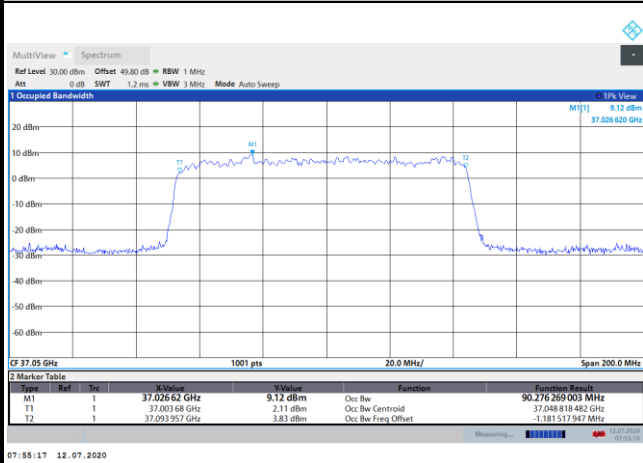 MultiView Spectrum
Ref Level 30.00 dBm Offset 49.80 dB RBW 1 MHz
Att 0 dB SWT 1.2 ms VBW 3 MHz Mode Auto Sweep
1 Occupied Bandwidth 1Pk View
M1[1] 9.12 dBm
37.026 620 GHz
20 dBm
10 dBm
M1
T1
T2
0 dBm
-10 dBm
-20 dBm
-30 dBm
-40 dBm
-50 dBm
-60 dBm
CF 37.05 GHz 1001 pts 20.0 MHz/ Span 200.0 MHz
2 Marker Table
Type Ref Trc X-Value Y-Value Function Function Result
M1 1 37.026 62 GHz 9.12 dBm Occ Bw 90.276 269 003 MHz
T1 1 37.003 68 GHz 2.11 dBm Occ Bw Centroid 37.048 818 482 GHz
T2 1 37.093 957 GHz 3.83 dBm Occ Bw Freq Offset -1.181 517 947 MHz
Measuring... 12.07.2020
07:55:16
07:55:17 12.07.2020